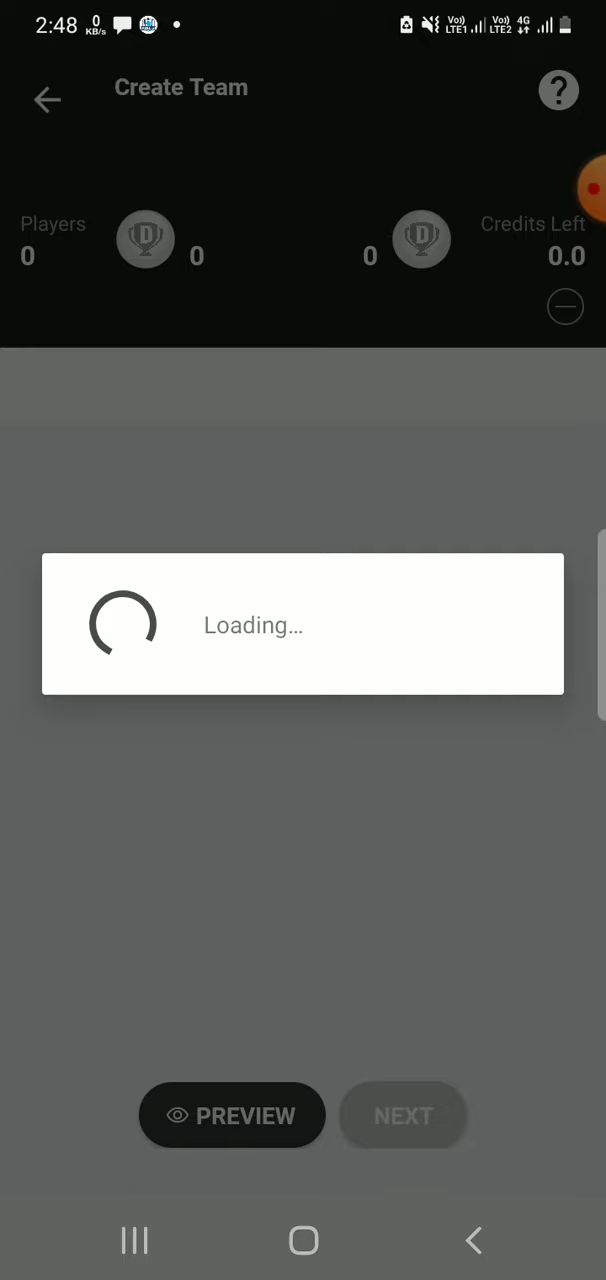 2:48 0 KB/s Vo) LTE1 Vo) LTE2 4G
Create Team
?
Players Credits Left
0 D 0 0 D 0.0
Loading...
PREVIEW NEXT